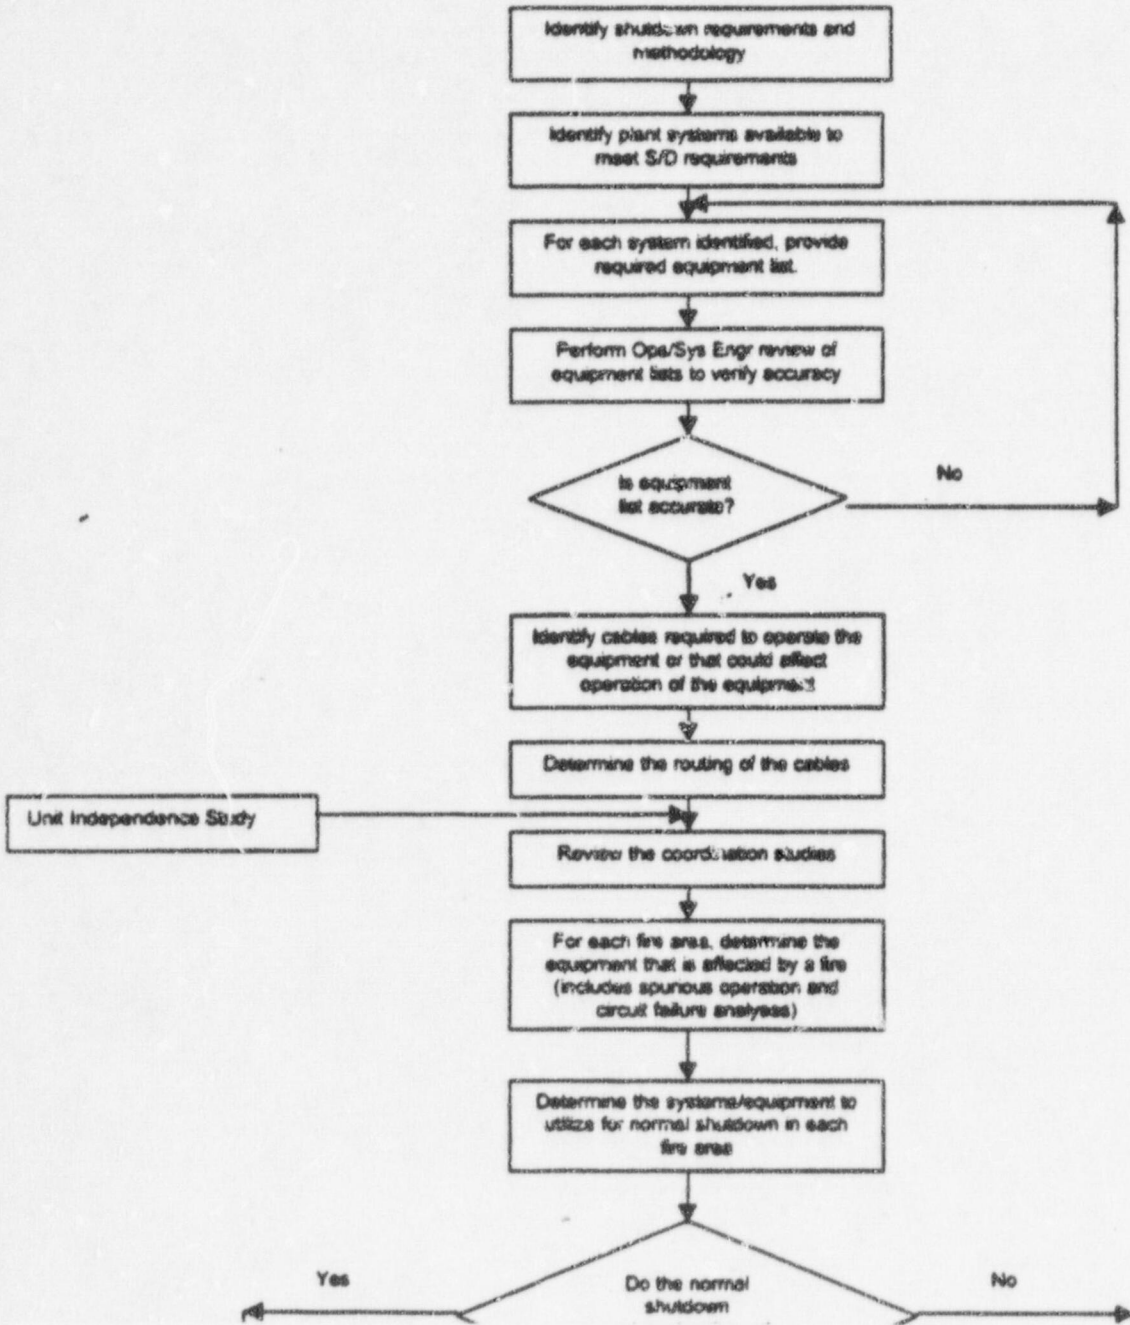 Identify shutdown requirements and
methodology
Identify plant systems available to
meet S/D requirements
For each system identified, provide
required equipment list.
Perform Ops/Sys Engr review of
equipment lists to verify accuracy
Is equipment
list accurate?
No
Yes
Identify cables required to operate the
equipment or that could affect
operation of the equipment
Determine the routing of the cables
Unit Independence Study
Review the coordination studies
For each fire area, determine the
equipment that is affected by a fire
(includes spurious operation and
circuit failure analyses)
Determine the systems/equipment to
utilize for normal shutdown in each
fire area
Yes
Do the normal
shutdown
No